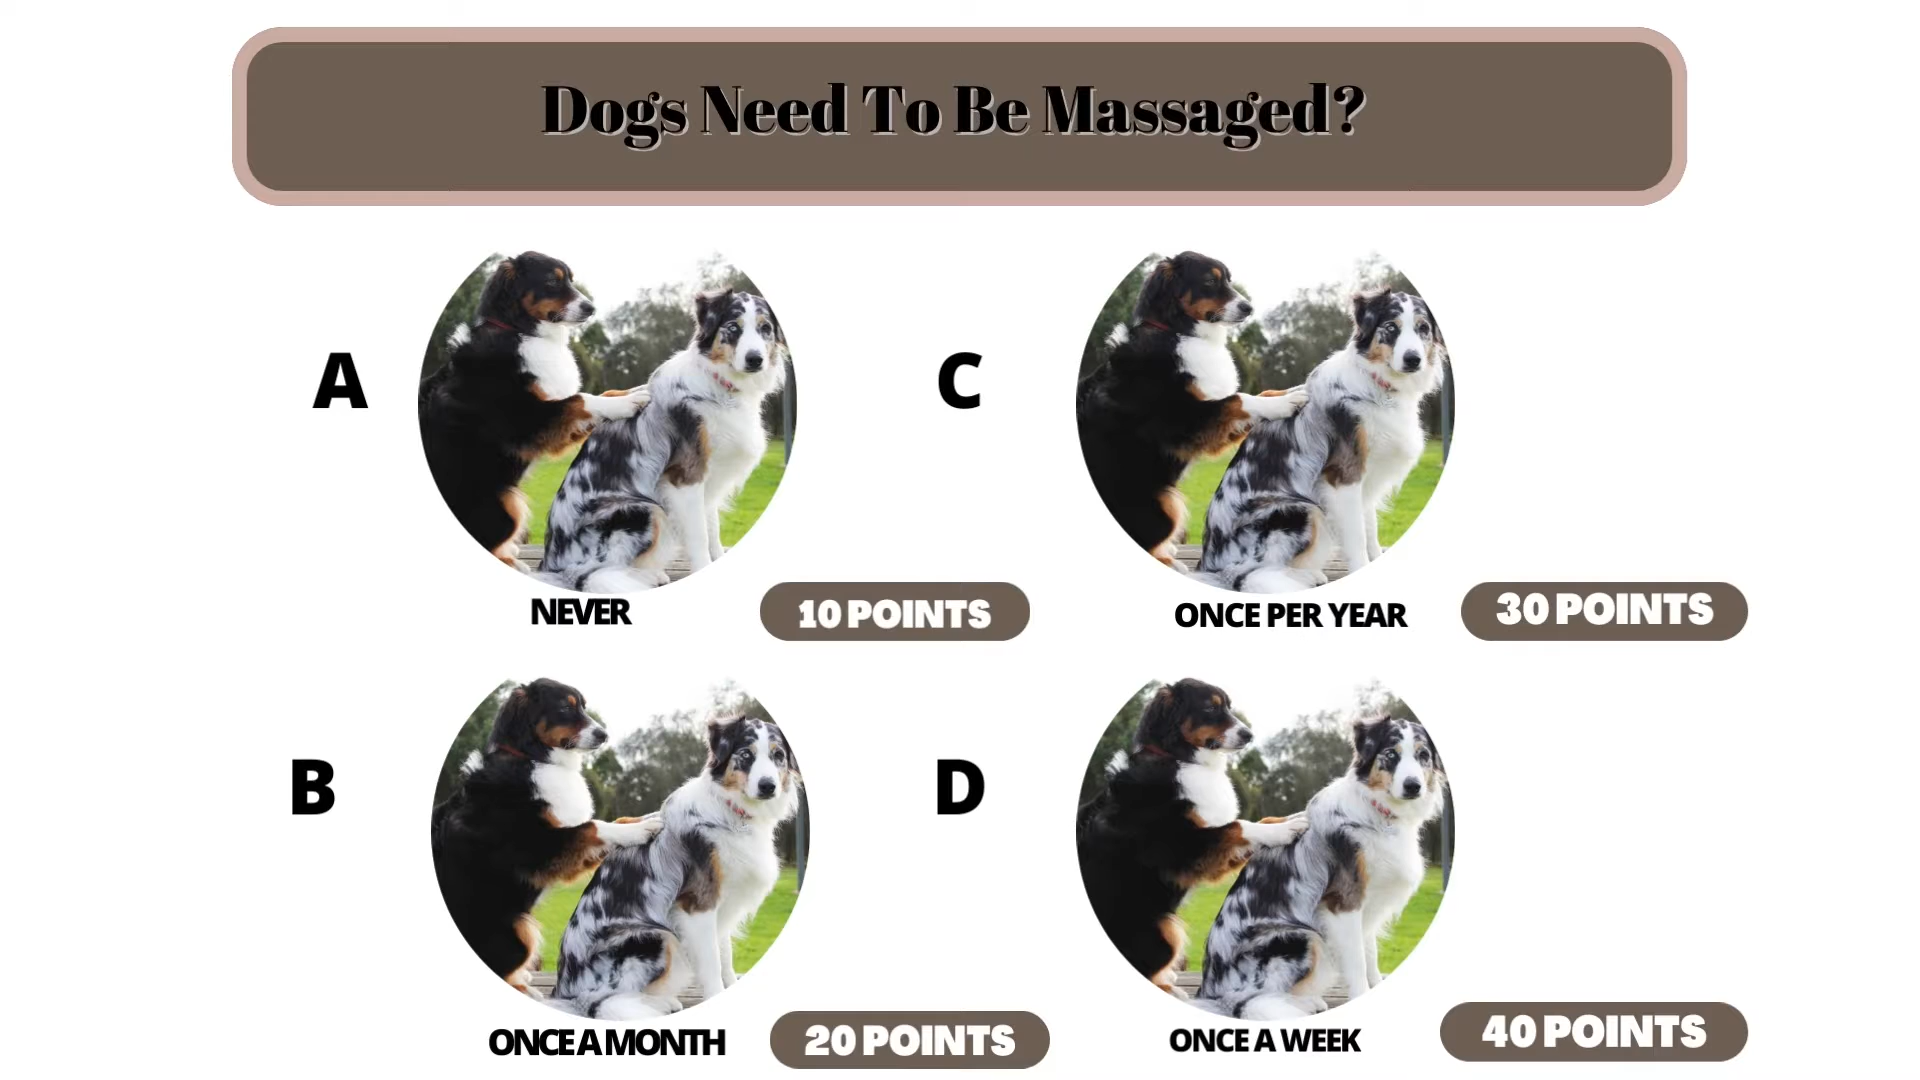 Dogs Need To Be Massaged?
A
NEVER
10 POINTS
C
ONCE PER YEAR
30 POINTS
B
ONCE A MONTH
20 POINTS
D
ONCE A WEEK
40 POINTS